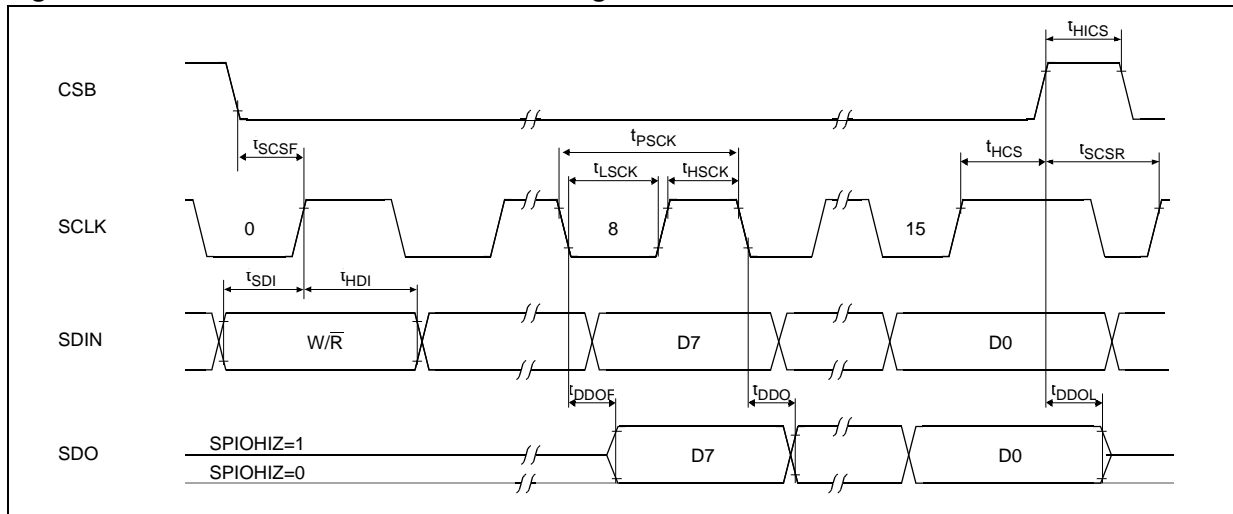 tHICS
CSB
tSCSF
tPSCK
tLSCK
tHSCK
tHCS
tSCSR
SCLK
0
8
15
tSDI
tHDI
SDIN
W/R̅
D7
D0
tDDOF
tDDO
tDDOL
SDO
SPIOHIZ=1
SPIOHIZ=0
D7
D0